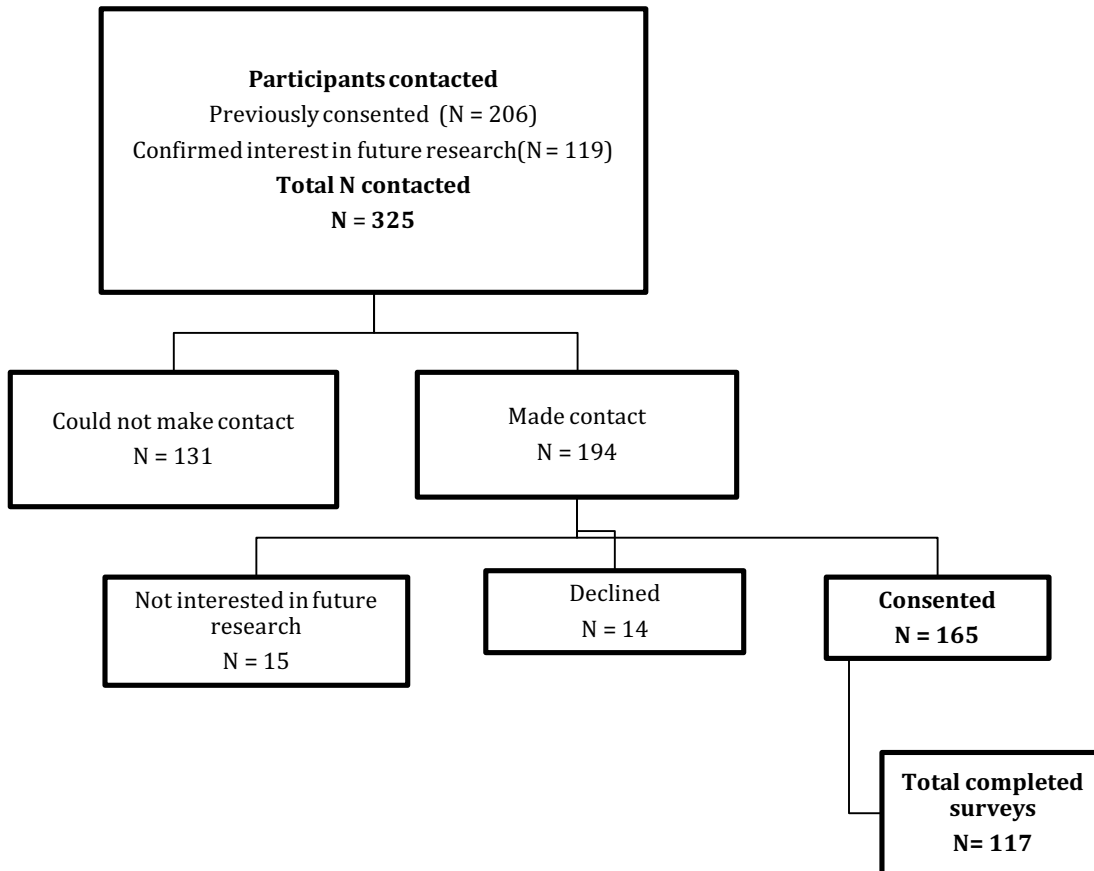 Participants contacted
Previously consented (N = 206)
Confirmed interest in future research(N = 119)
Total N contacted
N = 325
Could not make contact
N = 131
Made contact
N = 194
Not interested in future
research
N = 15
Declined
N = 14
Consented
N = 165
Total completed
surveys
N= 117